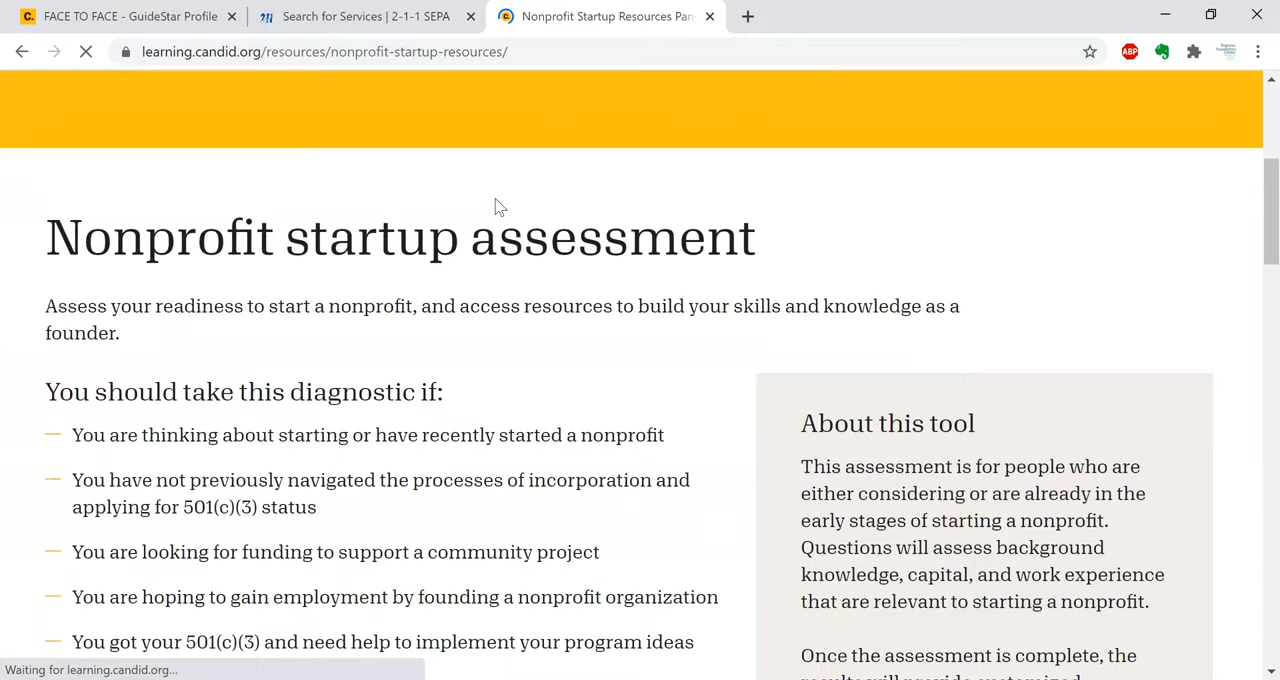 FACE TO FACE - GuideStar Profile
Search for Services | 2-1-1 SEPA
Nonprofit Startup Resources Pan
learning.candid.org/resources/nonprofit-startup-resources/
ABP
Nonprofit startup assessment
Assess your readiness to start a nonprofit, and access resources to build your skills and knowledge as a
founder.
You should take this diagnostic if:
You are thinking about starting or have recently started a nonprofit
You have not previously navigated the processes of incorporation and
applying for 501(c)(3) status
You are looking for funding to support a community project
You are hoping to gain employment by founding a nonprofit organization
You got your 501(c)(3) and need help to implement your program ideas
About this tool
This assessment is for people who are
either considering or are already in the
early stages of starting a nonprofit.
Questions will assess background
knowledge, capital, and work experience
that are relevant to starting a nonprofit.
Once the assessment is complete, the
results will provide customized
Waiting for learning.candid.org...